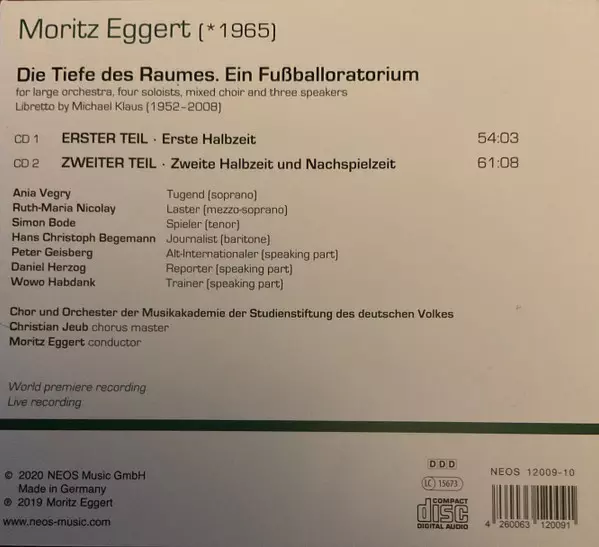 Moritz Eggert (*1965)
Die Tiefe des Raumes. Ein Fußballoratorium
for large orchestra, four soloists, mixed choir and three speakers
Libretto by Michael Klaus (1952–2008)
CD 1 ERSTER TEIL · Erste Halbzeit 54:03
CD 2 ZWEITER TEIL · Zweite Halbzeit und Nachspielzeit 61:08
Ania Vegry Tugend (soprano)
Ruth-Maria Nicolay Laster (mezzo-soprano)
Simon Bode Spieler (tenor)
Hans Christoph Begemann Journalist (baritone)
Peter Geisberg Alt-Internationaler (speaking part)
Daniel Herzog Reporter (speaking part)
Wowo Habdank Trainer (speaking part)
Chor und Orchester der Musikakademie der Studienstiftung des deutschen Volkes
Christian Jeub chorus master
Moritz Eggert conductor
World premiere recording
Live recording
© 2020 NEOS Music GmbH
Made in Germany
℗ 2019 Moritz Eggert
www.neos-music.com
DDD
LC 15673
COMPACT
disc
DIGITAL AUDIO
NEOS 12009-10
4 260063 120091